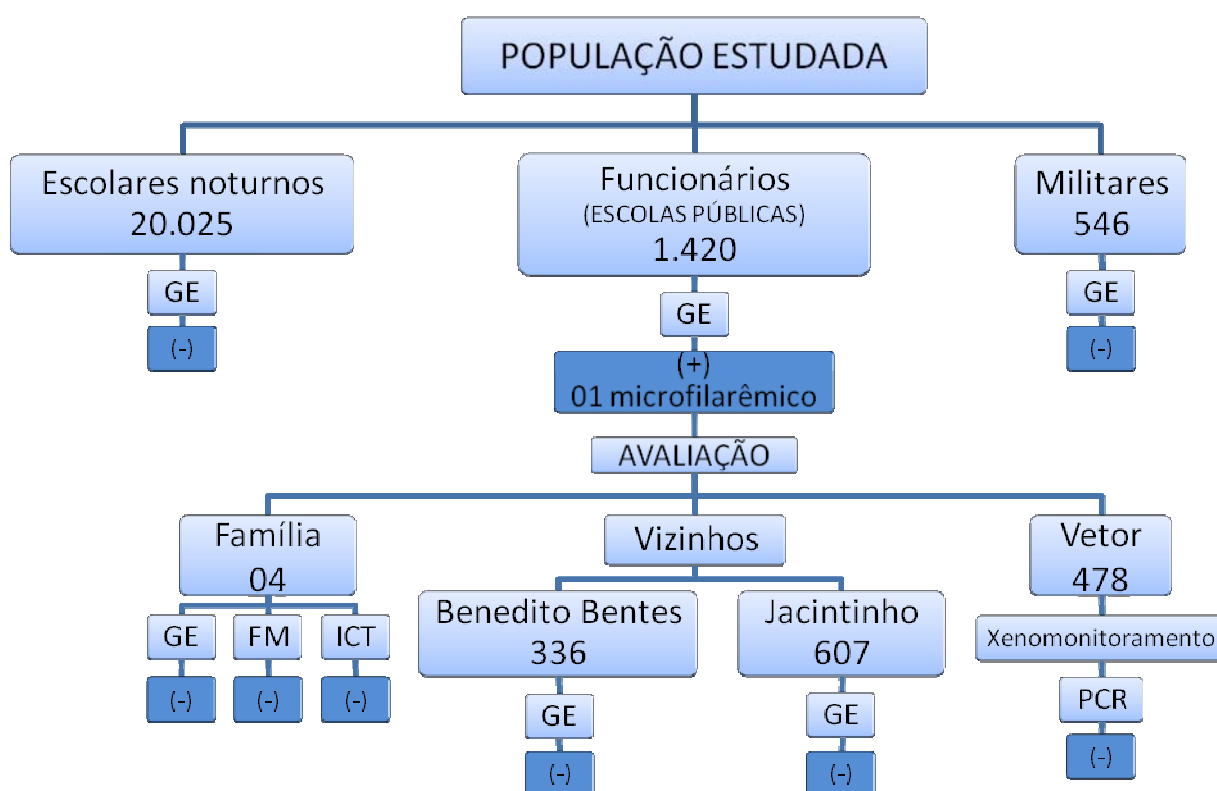 POPULAÇÃO ESTUDADA
Escolares noturnos
20.025
GE
(-)
Funcionários
(ESCOLAS PÚBLICAS)
1.420
GE
(+)
01 microfilarêmico
AVALIAÇÃO
Militares
546
GE
(-)
Família
04
GE
(-)
FM
(-)
ICT
(-)
Vizinhos
Benedito Bentes
336
GE
(-)
Jacintinho
607
GE
(-)
Vetor
478
Xenomonitoramento
PCR
(-)